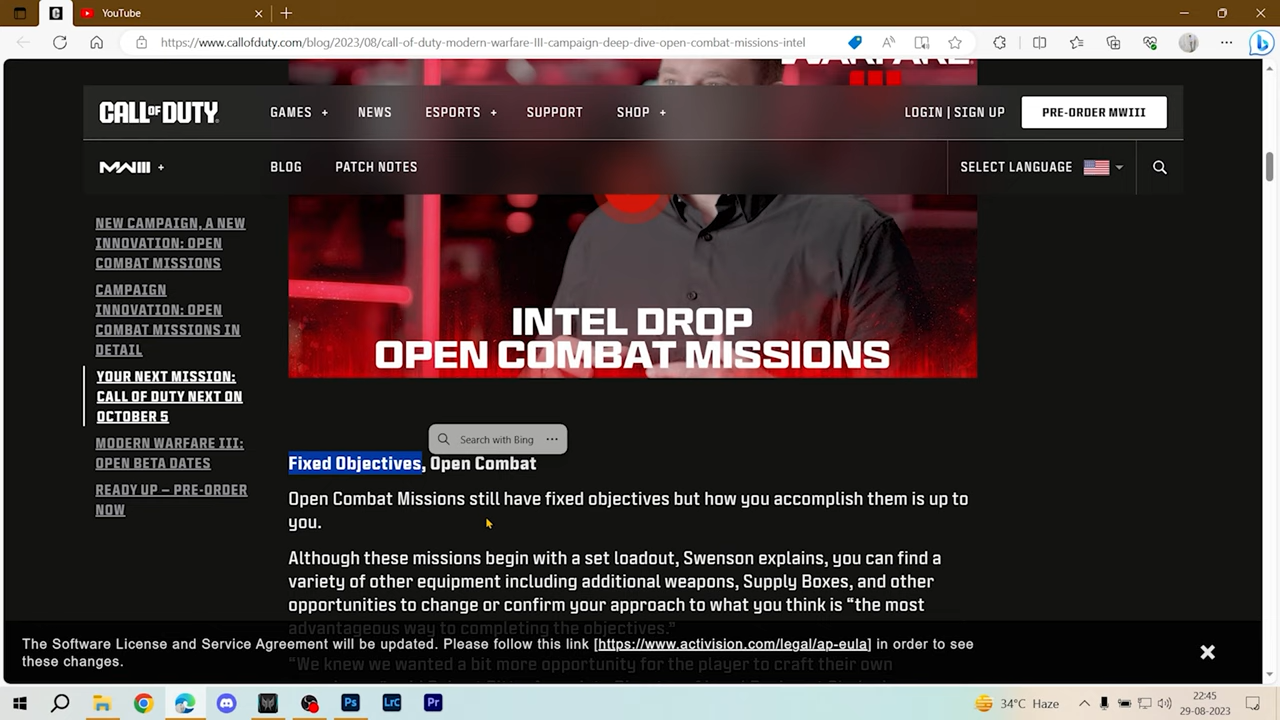 YouTube
https://www.callofduty.com/blog/2023/08/call-of-duty-modern-warfare-III-campaign-deep-dive-open-combat-missions-intel
CALL OF DUTY
GAMES +
NEWS
ESPORTS +
SUPPORT
SHOP +
LOGIN | SIGN UP
PRE-ORDER MWIII
MWIII +
BLOG
PATCH NOTES
SELECT LANGUAGE
NEW CAMPAIGN, A NEW
INNOVATION: OPEN
COMBAT MISSIONS
CAMPAIGN
INNOVATION: OPEN
COMBAT MISSIONS IN
DETAIL
YOUR NEXT MISSION:
CALL OF DUTY NEXT ON
OCTOBER 5
MODERN WARFARE III:
OPEN BETA DATES
READY UP – PRE-ORDER
NOW
INTEL DROP
OPEN COMBAT MISSIONS
Search with Bing
Fixed Objectives, Open Combat
Open Combat Missions still have fixed objectives but how you accomplish them is up to
you.
Although these missions begin with a set loadout, Swenson explains, you can find a
variety of other equipment including additional weapons, Supply Boxes, and other
opportunities to change or confirm your approach to what you think is “the most
advantageous way to completing the objectives.”
“We knew we wanted a bit more opportunity for the player to craft their own
The Software License and Service Agreement will be updated. Please follow this link [https://www.activision.com/legal/ap-eula] in order to see
these changes.
Ps
Lrc
Pr
34°C Haze
22:45
29-08-2023